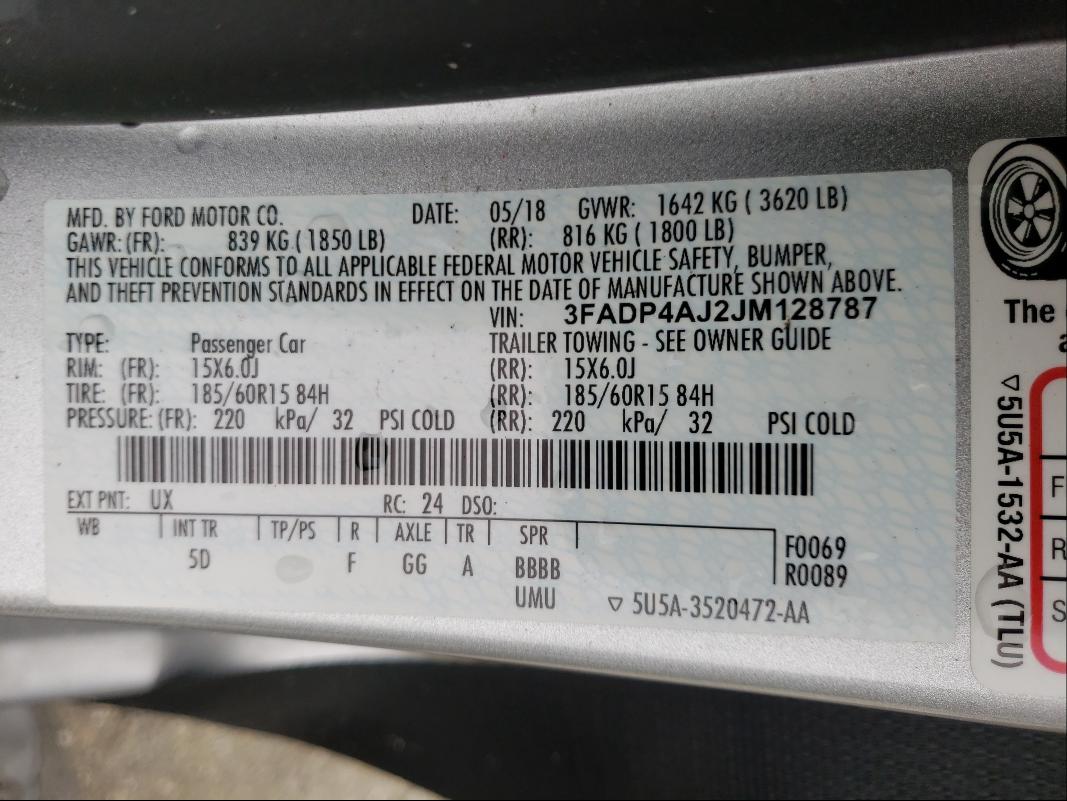 MFD. BY FORD MOTOR CO. DATE: 05/18 GVWR: 1642 KG ( 3620 LB)
GAWR: (FR): 839 KG ( 1850 LB) (RR): 816 KG ( 1800 LB)
THIS VEHICLE CONFORMS TO ALL APPLICABLE FEDERAL MOTOR VEHICLE SAFETY, BUMPER,
AND THEFT PREVENTION STANDARDS IN EFFECT ON THE DATE OF MANUFACTURE SHOWN ABOVE.
VIN: 3FADP4AJ2JM128787
TYPE: Passenger Car TRAILER TOWING - SEE OWNER GUIDE
RIM: (FR): 15X6.0J (RR): 15X6.0J
TIRE: (FR): 185/60R15 84H (RR): 185/60R15 84H
PRESSURE: (FR): 220 kPa/ 32 PSI COLD (RR): 220 kPa/ 32 PSI COLD
EXT PNT: UX RC: 24 DSO:
WB | INT TR | TP/PS | R | AXLE | TR | SPR
5D F GG A BBBB
UMU
F0069
R0089
▽ 5U5A-3520472-AA
The
a
▽5U5A-1532-AA (TLU)
F
R
S